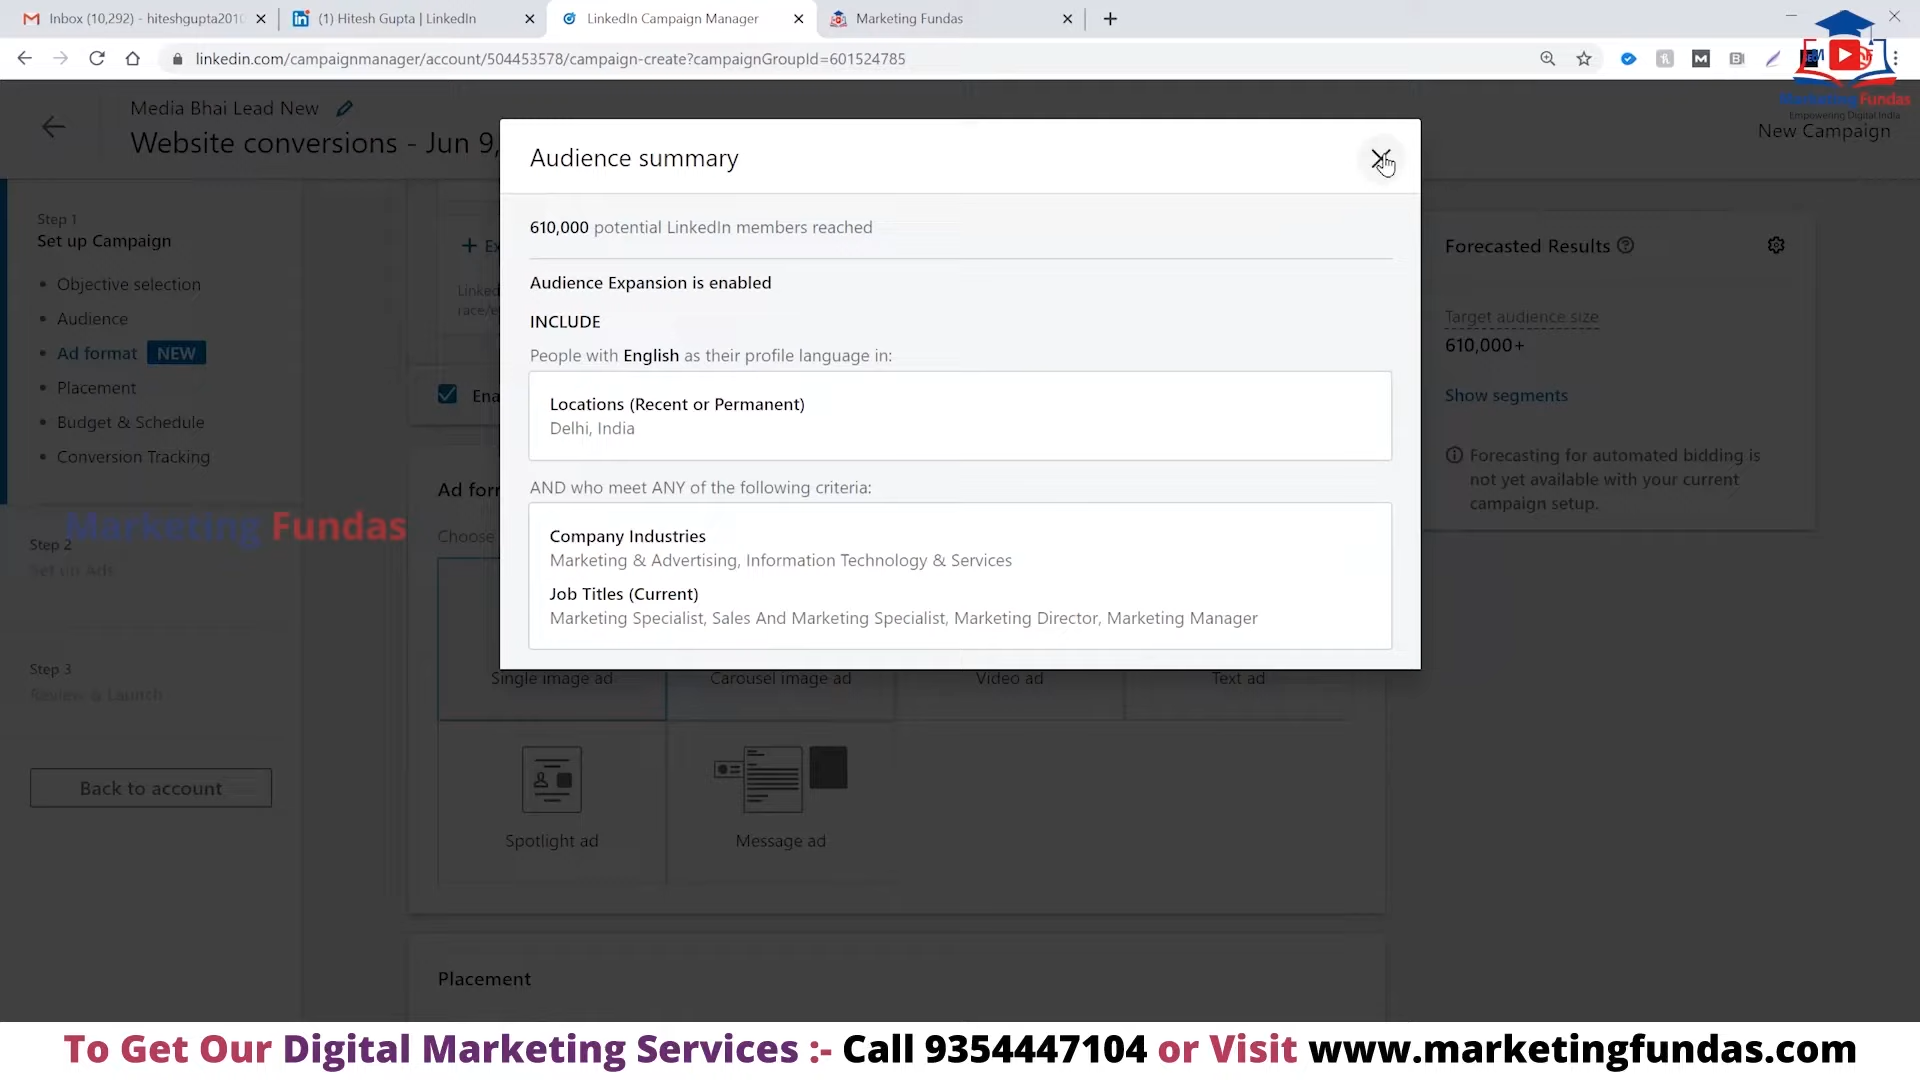 Inbox (10,292) - hiteshgupta201
(1) Hitesh Gupta | LinkedIn
LinkedIn Campaign Manager
Marketing Fundas
linkedin.com/campaignmanager/account/504453578/campaign-create?campaignGroupId=601524785
Marketing Fundas
Empowering Digital India
Media Bhai Lead New
Website conversions - Jun 9,
New Campaign
Audience summary
610,000 potential LinkedIn members reached
Audience Expansion is enabled
INCLUDE
People with English as their profile language in:
Locations (Recent or Permanent)
Delhi, India
AND who meet ANY of the following criteria:
Company Industries
Marketing & Advertising, Information Technology & Services
Job Titles (Current)
Marketing Specialist, Sales And Marketing Specialist, Marketing Director, Marketing Manager
Step 1
Set up Campaign
Objective selection
Audience
Ad format NEW
Placement
Budget & Schedule
Conversion Tracking
Marketing Fundas
Step 2
Set up Ads
Step 3
Review & Launch
Back to account
+ Ex
Linked
race/e
Ena
Ad form
Choose
Single image ad
Carousel image ad
Video ad
Text ad
Spotlight ad
Message ad
Placement
Forecasted Results
Target audience size
610,000+
Show segments
Forecasting for automated bidding is
not yet available with your current
campaign setup.
To Get Our Digital Marketing Services :- Call 9354447104 or Visit www.marketingfundas.com